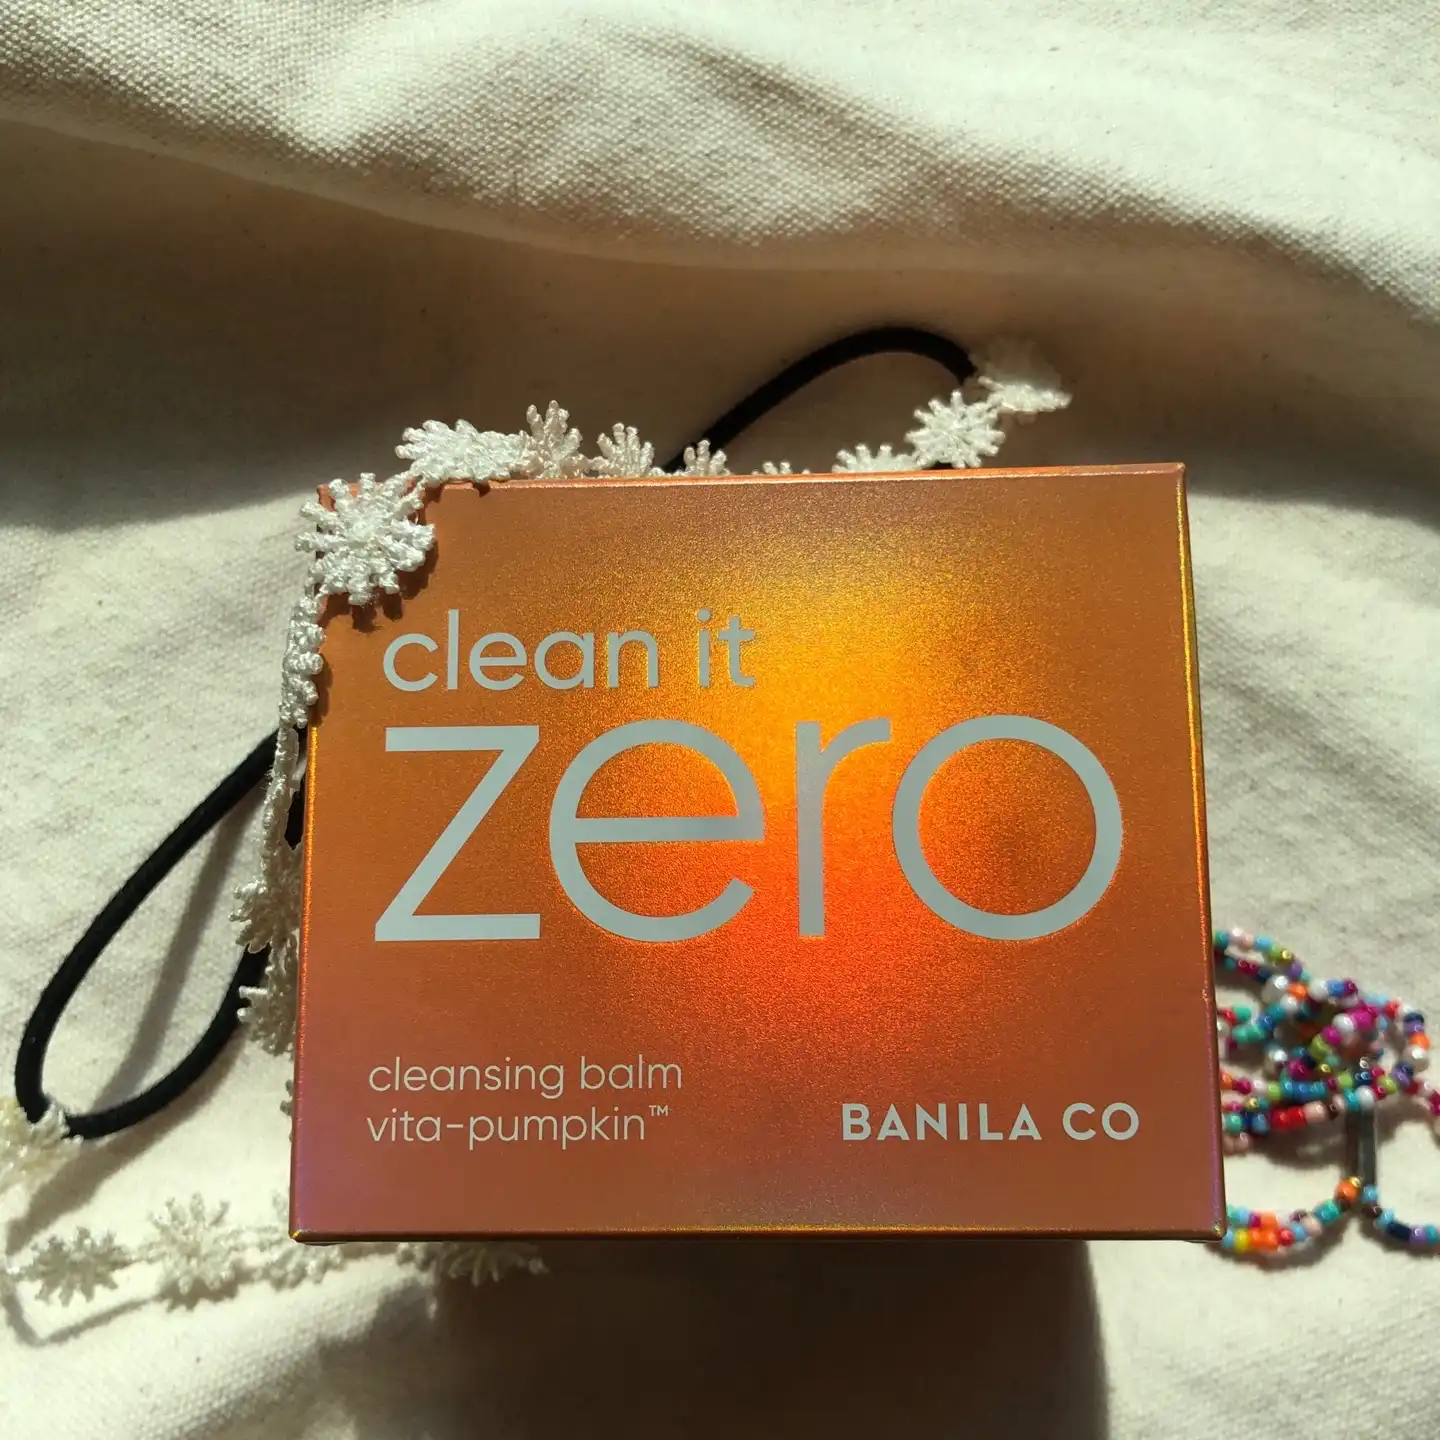 clean it
zero
cleansing balm
vita-pumpkin™
BANILA CO